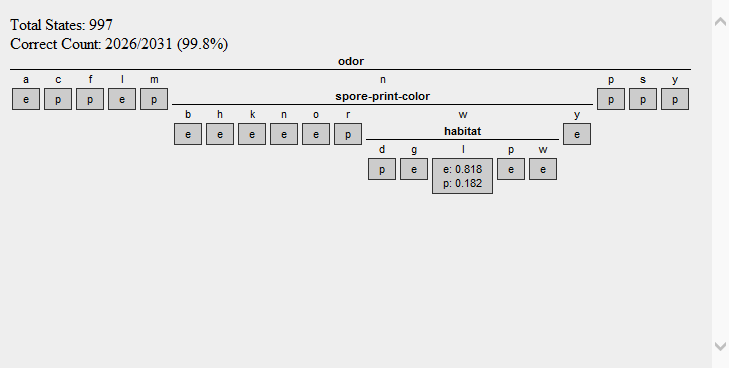 Total States: 997
Correct Count: 2026/2031 (99.8%)
odor
a c f l m n p s y
e p p e p p p p
spore-print-color
b h k n o r w y
e e e e e p e
habitat
d g l p w
p e e: 0.818 e e
p: 0.182